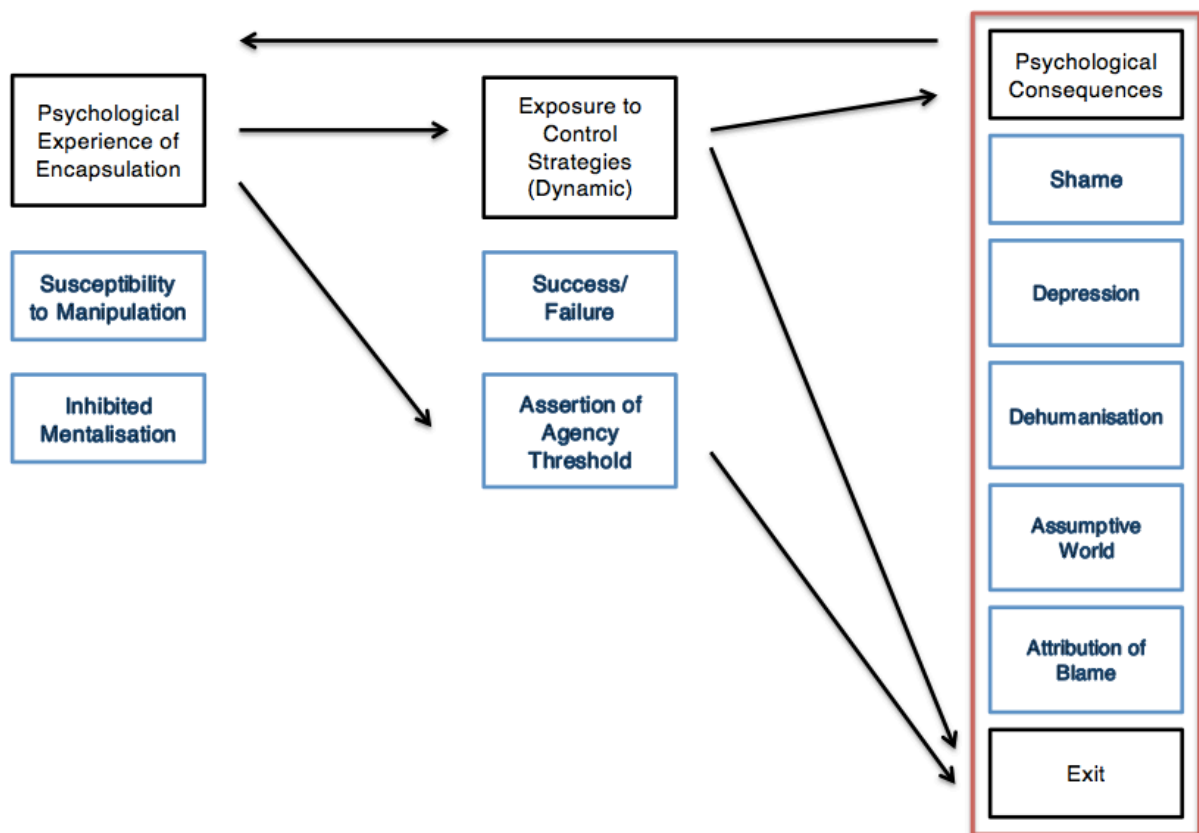 Psychological
Experience of
Encapsulation
Susceptibility
to Manipulation
Inhibited
Mentalisation
Exposure to
Control
Strategies
(Dynamic)
Success/
Failure
Assertion of
Agency
Threshold
Psychological
Consequences
Shame
Depression
Dehumanisation
Assumptive
World
Attribution of
Blame
Exit